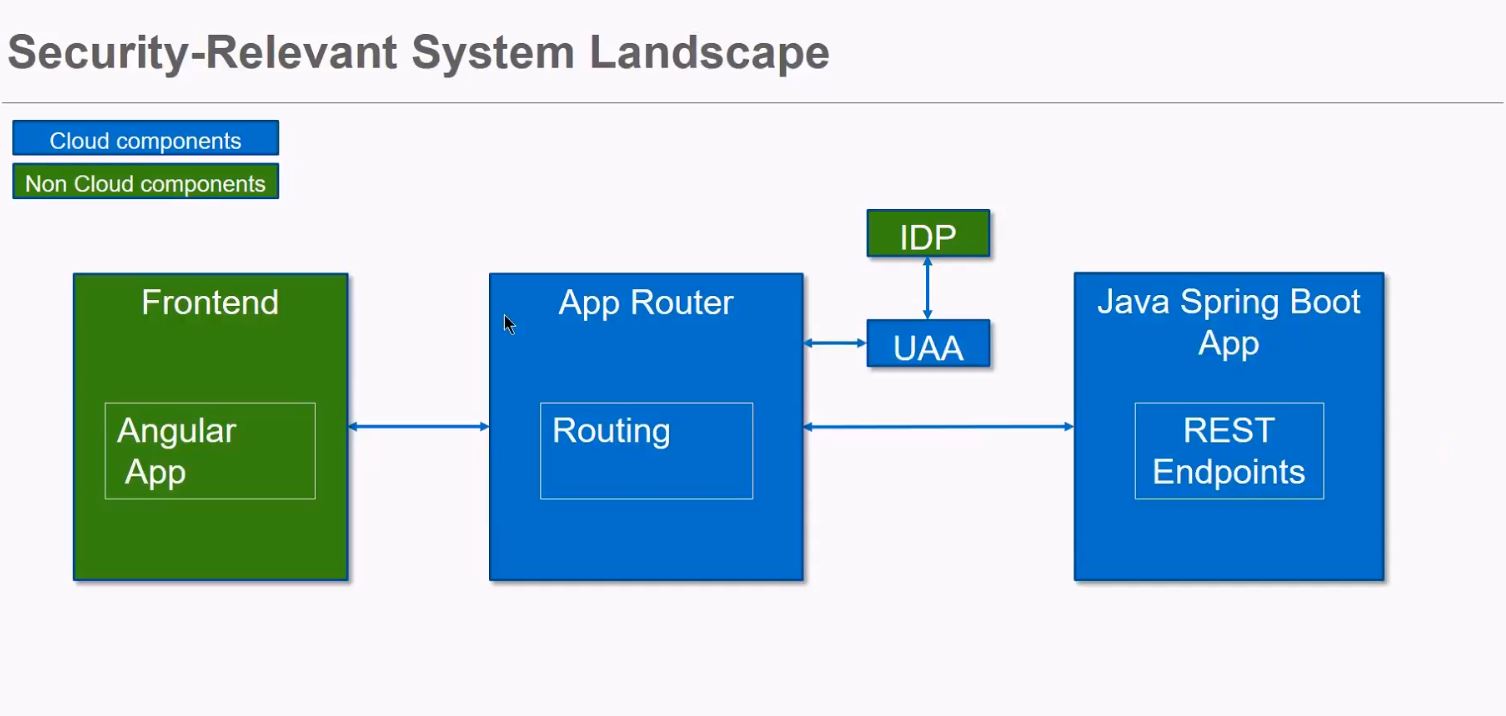 Security-Relevant System Landscape
Cloud components
Non Cloud components
IDP
Frontend
App Router
UAA
Java Spring Boot
App
Angular
App
Routing
REST
Endpoints